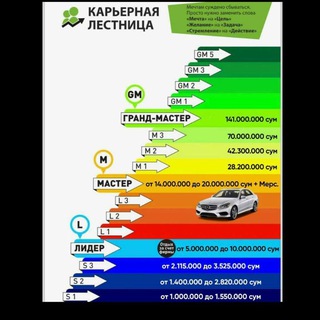 КАРЬЕРНАЯ
ЛЕСТНИЦА
Мечтам суждено сбываться.
Просто нужно заменить слова
«Мечта» на «Цель»
«Желание» на «Задача»
«Стремление» на «Действие»
GM 5
GM 3
GM 2
GM
GM 1
ГРАНД-МАСТЕР 141.000.000 сум
M 3 70.000.000 сум
M 2 42.300.000 сум
M
M 1 28.200.000 сум
МАСТЕР от 14.000.000 до 20.000.000 сум + Мерс.
L 3
L 2
L
L 1
ЛИДЕР Отдых за счет фирмы от 5.000.000 до 10.000.000 сум
S 3 от 2.115.000 до 3.525.000 сум
S 2 от 1.400.000 до 2.820.000 сум
S 1 от 1.000.000 до 1.550.000 сум